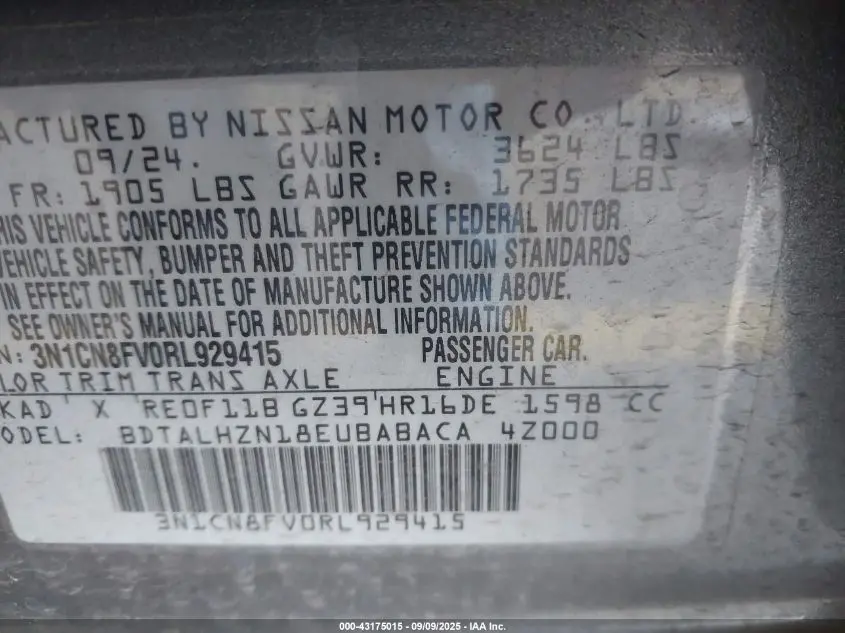 ACTURED BY NISSAN MOTOR CO., LTD.
09/24. GVWR: 3624 LBS
FR: 1905 LBS GAWR RR: 1735 LBS
HIS VEHICLE CONFORMS TO ALL APPLICABLE FEDERAL MOTOR
VEHICLE SAFETY, BUMPER AND THEFT PREVENTION STANDARDS
IN EFFECT ON THE DATE OF MANUFACTURE SHOWN ABOVE.
SEE OWNER'S MANUAL FOR ADDITIONAL INFORMATION.
N: 3N1CN8FV0RL929415 PASSENGER CAR.
LOR TRIM TRANS AXLE ENGINE
KAD X RE0F11B GZ39 HR16DE 1598 CC
ODEL: BDTALHZN18EUBABACA 4Z000
3N1CN8FV0RL929415
000-43175015 - 09/09/2025 - IAA Inc.